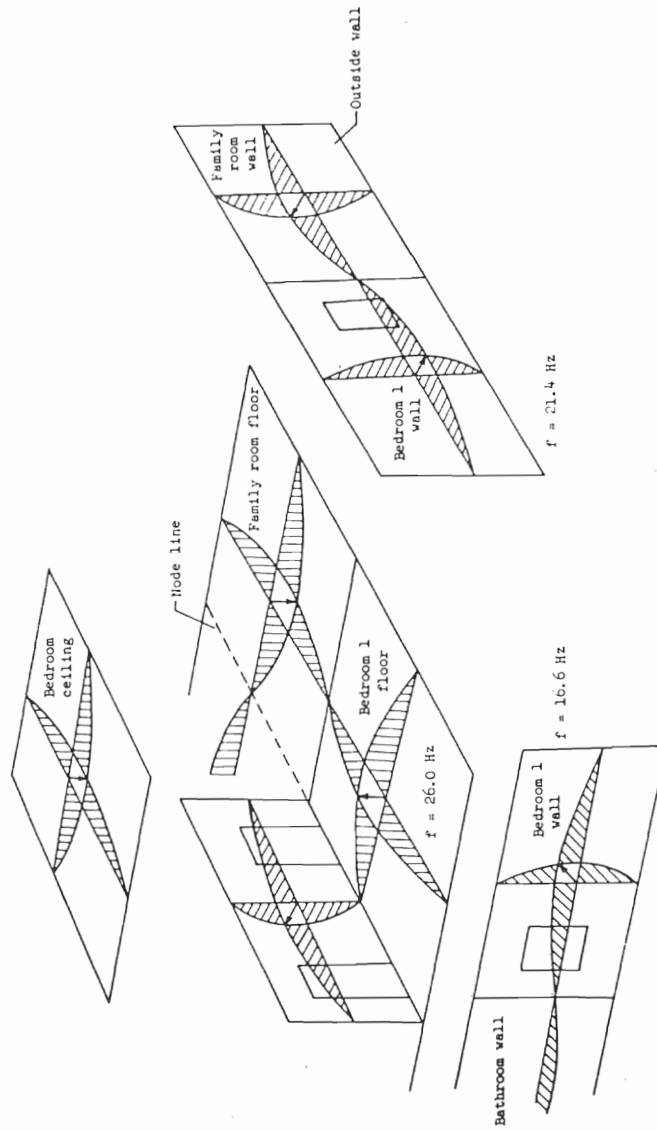 Bedroom
ceiling
Node line
Family room floor
Bedroom 1
floor
f = 26.0 Hz
Family
room
wall
Outside wall
Bedroom 1
wall
f = 21.4 Hz
Bathroom wall
Bedroom 1
wall
f = 16.6 Hz